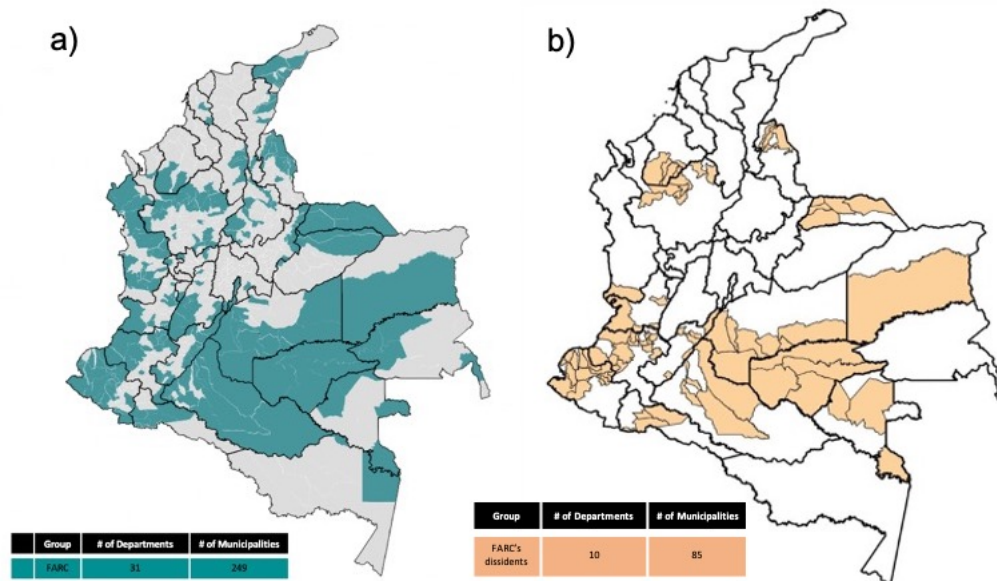 a)
b)
Group # of Departments # of Municipalities
FARC 31 249
Group # of Departments # of Municipalities
FARC's dissidents 10 85